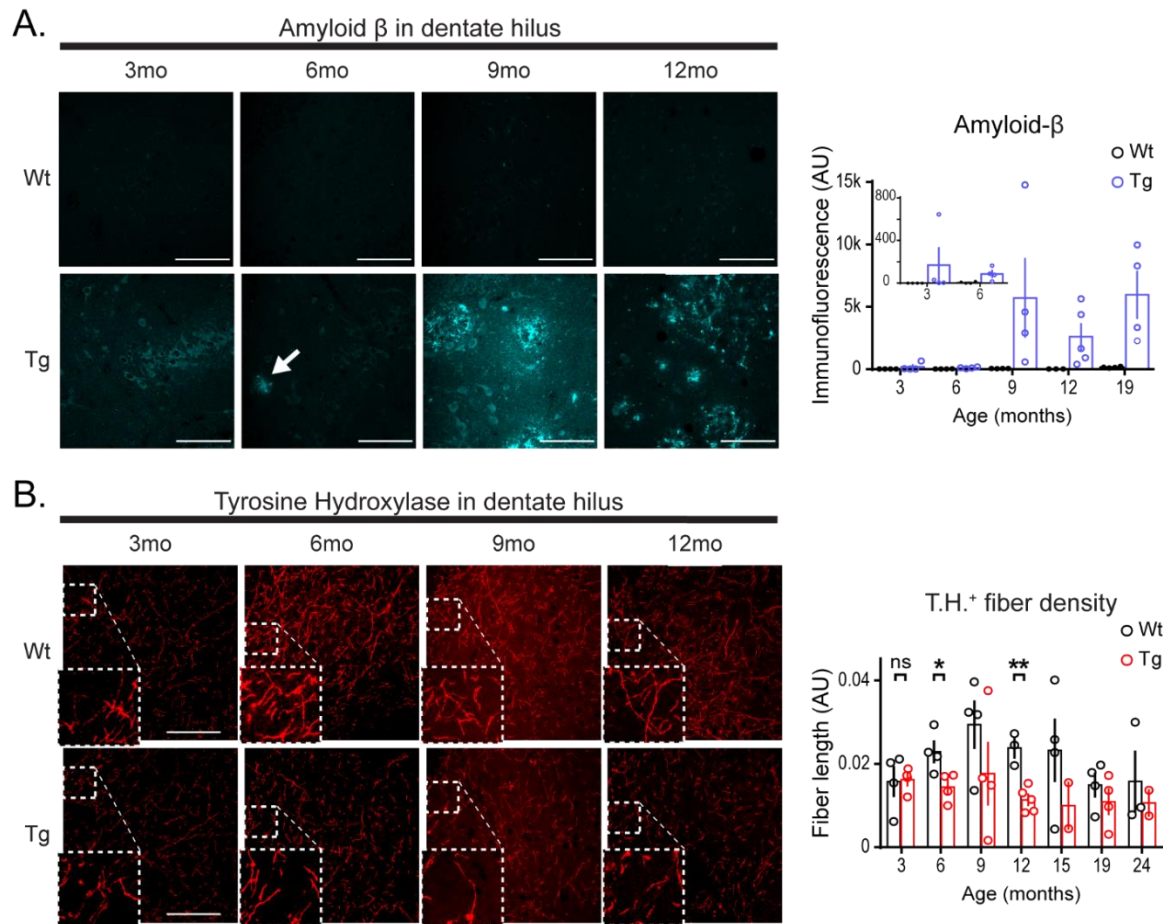 A.
Amyloid β in dentate hilus
3mo 6mo 9mo 12mo
Wt
Tg
Amyloid-β
Wt
Tg
Immunofluorescence (AU)
15k
10k
5k
0
800
400
0
3 6
3 6 9 12 19
Age (months)
B.
Tyrosine Hydroxylase in dentate hilus
3mo 6mo 9mo 12mo
Wt
Tg
T.H.⁺ fiber density
Wt
Tg
ns * **
Fiber length (AU)
0.04
0.02
0
3 6 9 12 15 19 24
Age (months)